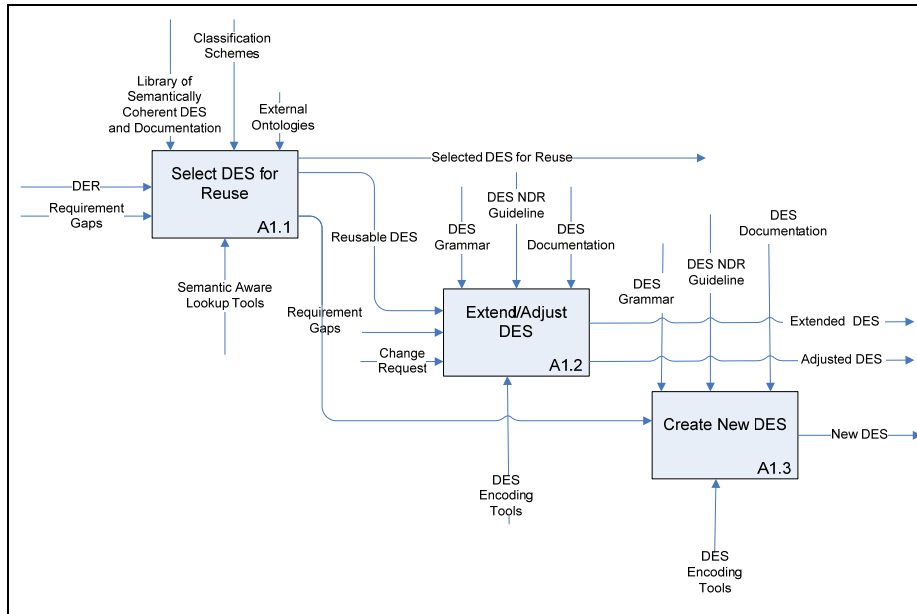 Classification
Schemes
Library of
Semantically
Coherent DES
and Documentation
External
Ontologies
Selected DES for Reuse
Select DES for
Reuse
A1.1
DER
Requirement
Gaps
Reusable DES
DES
Grammar
DES NDR
Guideline
DES
Documentation
DES
Documentation
DES NDR
Guideline
DES
Grammar
Semantic Aware
Lookup Tools
Requirement
Gaps
Extend/Adjust
DES
A1.2
Extended DES
Change
Request
Adjusted DES
Create New DES
A1.3
New DES
DES
Encoding
Tools
DES
Encoding
Tools